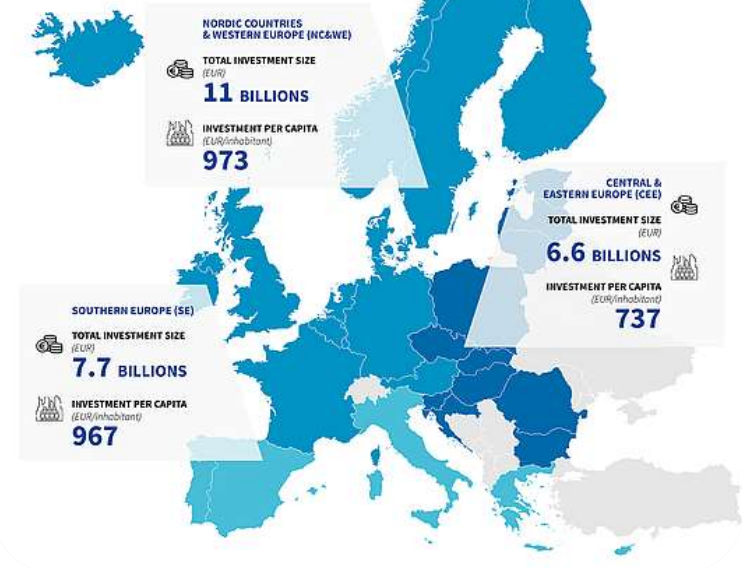 NORDIC COUNTRIES
& WESTERN EUROPE (NC&WE)
TOTAL INVESTMENT SIZE
(EUR)
11 BILLIONS
INVESTMENT PER CAPITA
(EUR/inhabitant)
973
CENTRAL &
EASTERN EUROPE (CEE)
TOTAL INVESTMENT SIZE
(EUR)
6.6 BILLIONS
INVESTMENT PER CAPITA
(EUR/inhabitant)
737
SOUTHERN EUROPE (SE)
TOTAL INVESTMENT SIZE
(EUR)
7.7 BILLIONS
INVESTMENT PER CAPITA
(EUR/inhabitant)
967